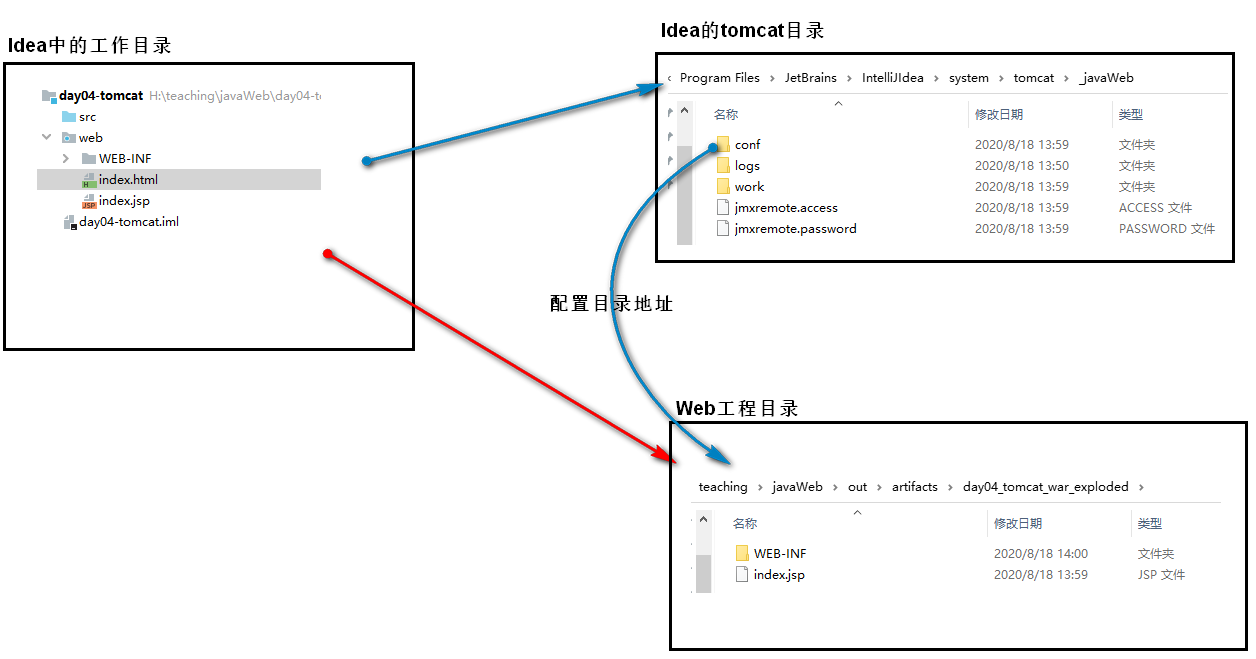 Idea中的工作目录
day04-tomcat H:\teaching\javaWeb\day04-t
src
web
WEB-INF
index.html
index.jsp
day04-tomcat.iml
Idea的tomcat目录
‹ Program Files › JetBrains › IntelliJIdea › system › tomcat › _javaWeb
名称 修改日期 类型
conf 2020/8/18 13:59 文件夹
logs 2020/8/18 13:50 文件夹
work 2020/8/18 13:59 文件夹
jmxremote.access 2020/8/18 13:59 ACCESS 文件
jmxremote.password 2020/8/18 13:59 PASSWORD 文件
配置目录地址
Web工程目录
teaching › javaWeb › out › artifacts › day04_tomcat_war_exploded ›
名称 修改日期 类型
WEB-INF 2020/8/18 14:00 文件夹
index.jsp 2020/8/18 13:59 JSP 文件